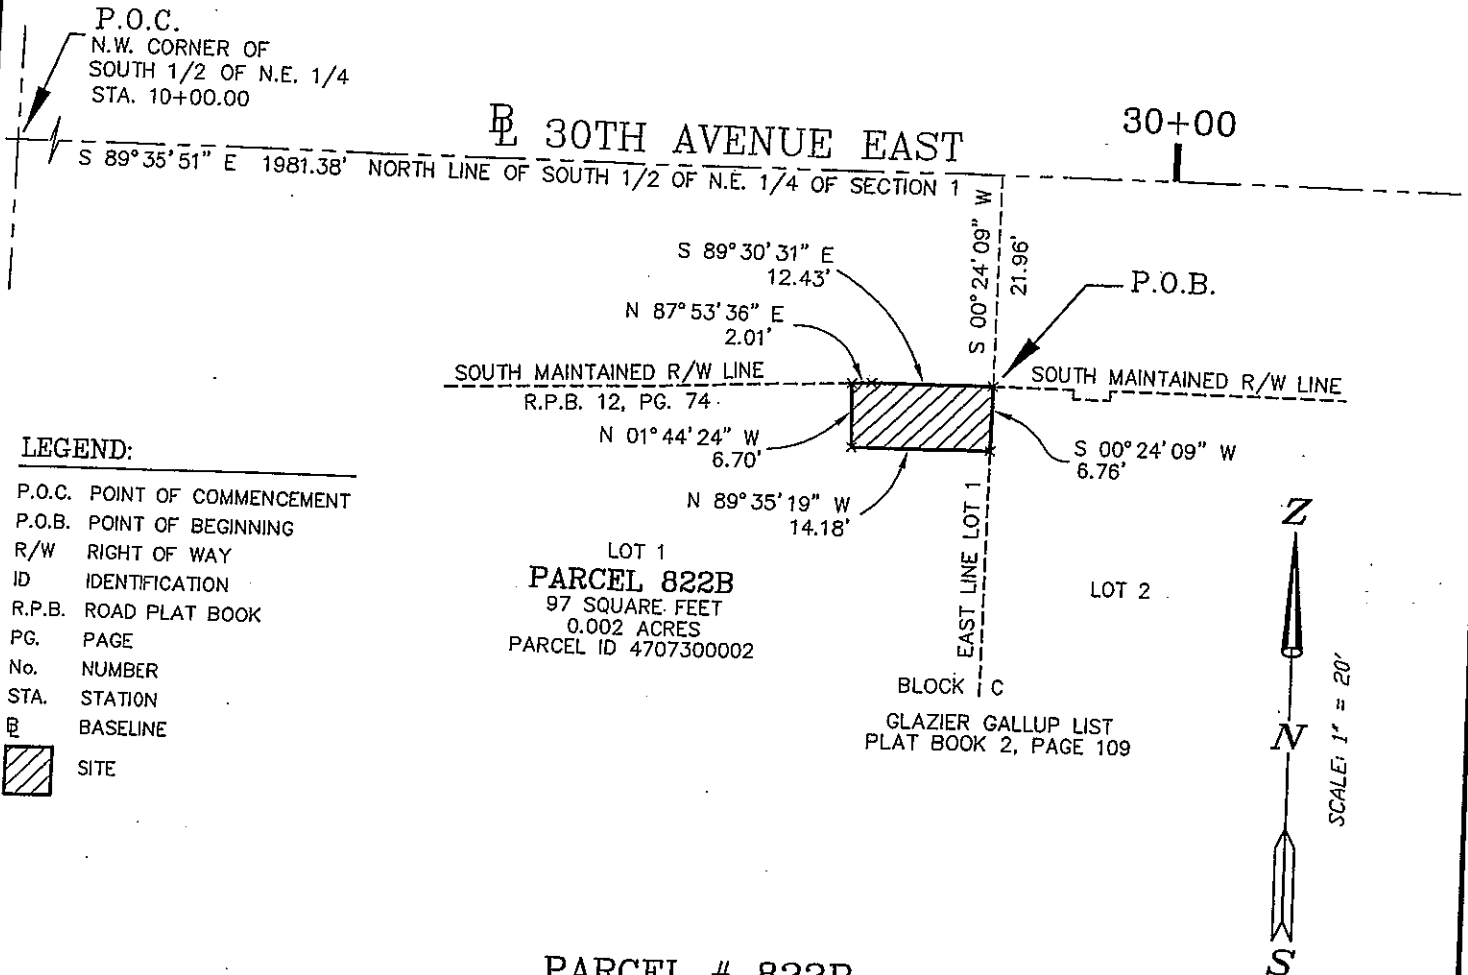 P.O.C.
N.W. CORNER OF
SOUTH 1/2 OF N.E. 1/4
STA. 10+00.00
BL 30TH AVENUE EAST
30+00
S 89°35'51" E 1981.38' NORTH LINE OF SOUTH 1/2 OF N.E. 1/4 OF SECTION 1
S 00°24'09" W
21.96'
S 89°30'31" E
12.43'
P.O.B.
N 87°53'36" E
2.01'
SOUTH MAINTAINED R/W LINE
SOUTH MAINTAINED R/W LINE
R.P.B. 12, PG. 74
N 01°44'24" W
6.70'
S 00°24'09" W
6.76'
N 89°35'19" W
14.18'
LEGEND:
P.O.C. POINT OF COMMENCEMENT
P.O.B. POINT OF BEGINNING
R/W RIGHT OF WAY
ID IDENTIFICATION
R.P.B. ROAD PLAT BOOK
PG. PAGE
No. NUMBER
STA. STATION
BL BASELINE
SITE
LOT 1
PARCEL 822B
97 SQUARE FEET
0.002 ACRES
PARCEL ID 4707300002
EAST LINE LOT 1
LOT 2
BLOCK C
GLAZIER GALLUP LIST
PLAT BOOK 2, PAGE 109
N
N
S
SCALE: 1" = 20'
PARCEL # 822B